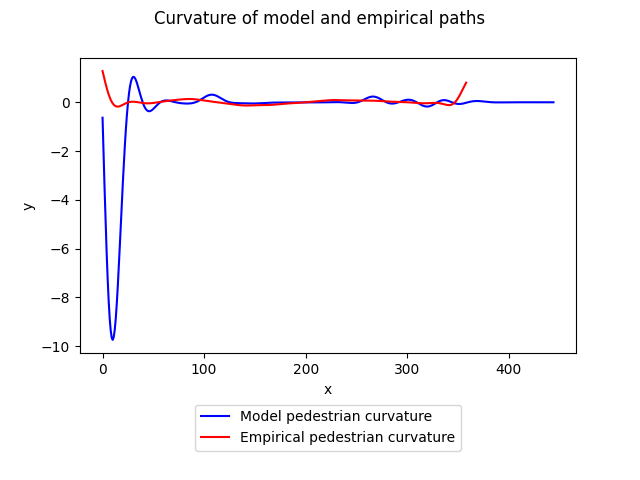 Curvature of model and empirical paths
0
−2
−4
−6
−8
−10
y
0 100 200 300 400
x
Model pedestrian curvature
Empirical pedestrian curvature